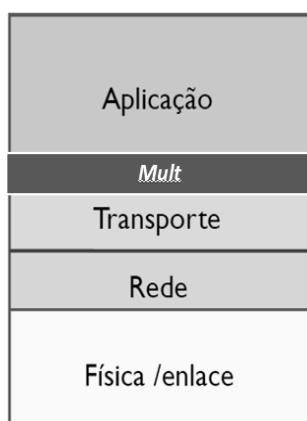 Aplicação
Mult
Transporte
Rede
Física /enlace